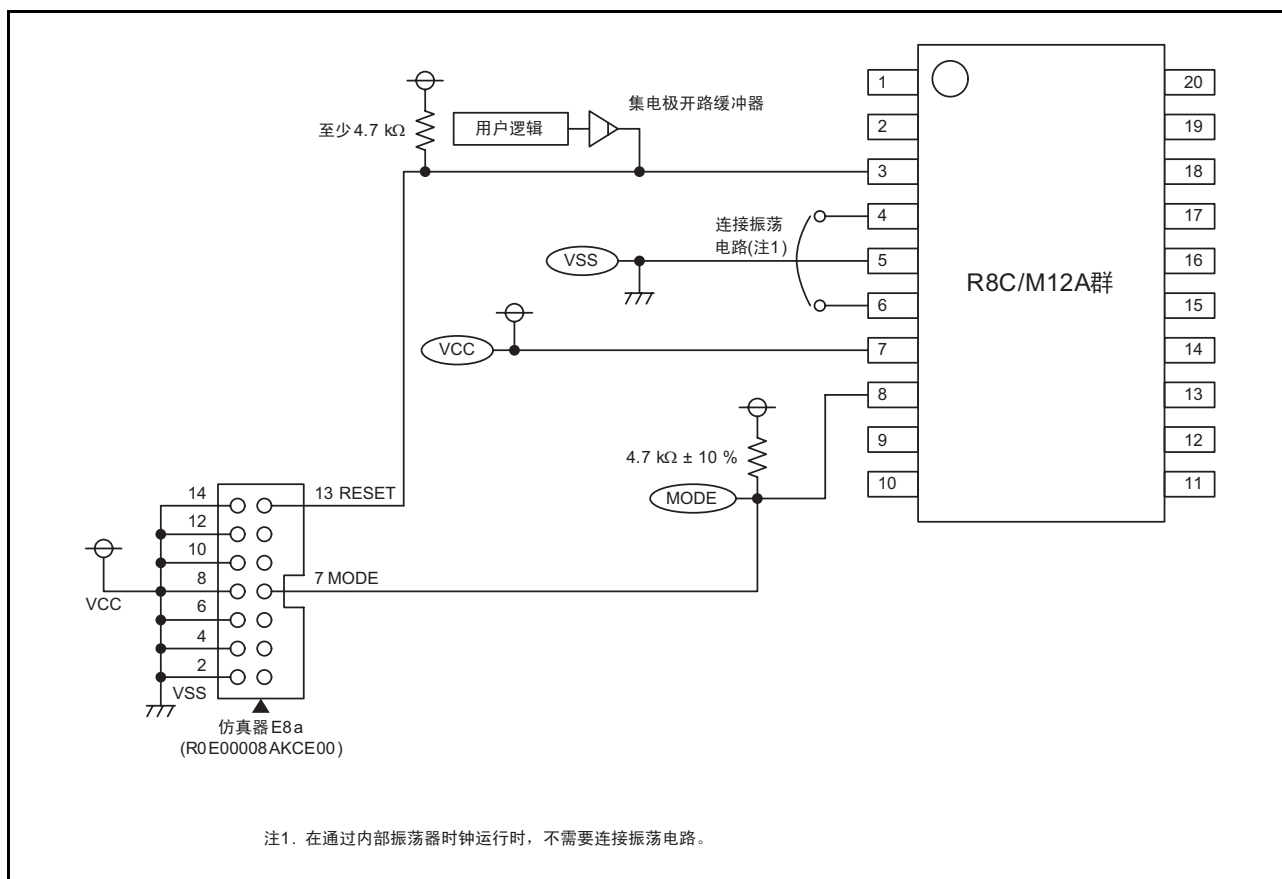 集电极开路缓冲器
至少4.7 kΩ
用户逻辑
1
2
3
4
5
6
7
8
9
10
20
19
18
17
16
15
14
13
12
11
R8C/M12A群
连接振荡
电路(注1)
VSS
VCC
4.7 kΩ ± 10 %
MODE
14
12
10
8
6
4
2
13 RESET
7 MODE
VCC
VSS
仿真器E8a
(R0E00008AKCE00)
注1. 在通过内部振荡器时钟运行时，不需要连接振荡电路。